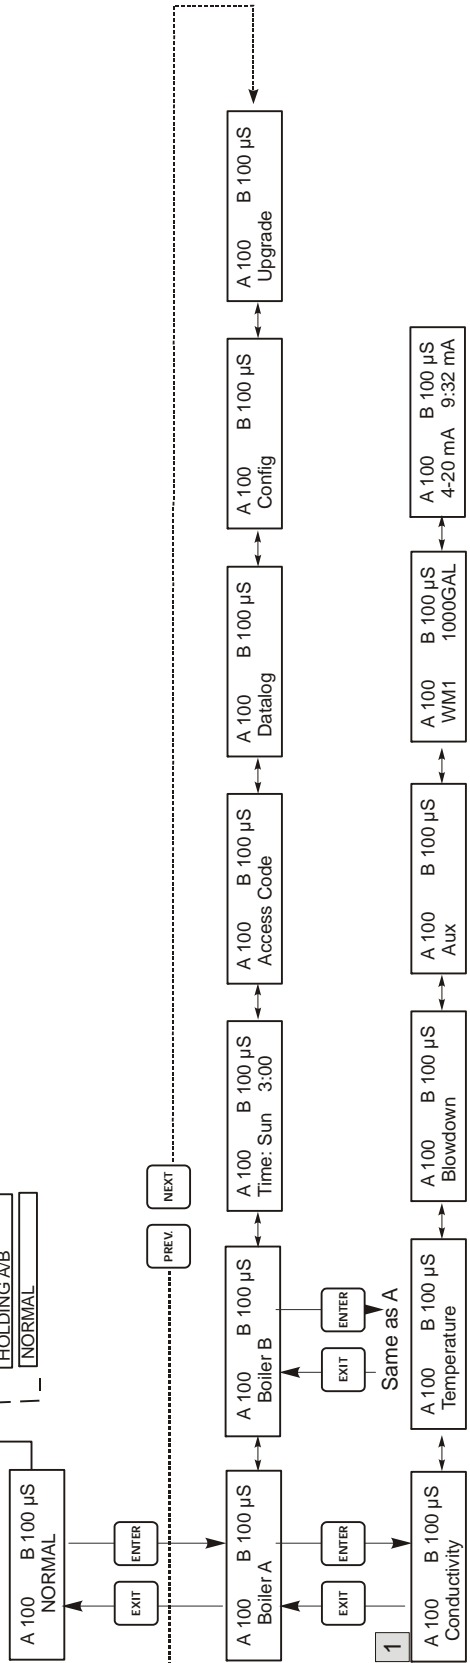 HOLDING A/B
NORMAL
A 100 B 100 µS
NORMAL
EXIT
ENTER
PREV.
NEXT
A 100 B 100 µS
Boiler A
A 100 B 100 µS
Boiler B
A 100 B 100 µS
Time: Sun 3:00
A 100 B 100 µS
Access Code
A 100 B 100 µS
Datalog
A 100 B 100 µS
Config
A 100 B 100 µS
Upgrade
EXIT
ENTER
EXIT
ENTER
Same as A
1
A 100 B 100 µS
Conductivity
A 100 B 100 µS
Temperature
A 100 B 100 µS
Blowdown
A 100 B 100 µS
Aux
A 100 B 100 µS
WM1 1000GAL
A 100 B 100 µS
4-20 mA 9:32 mA